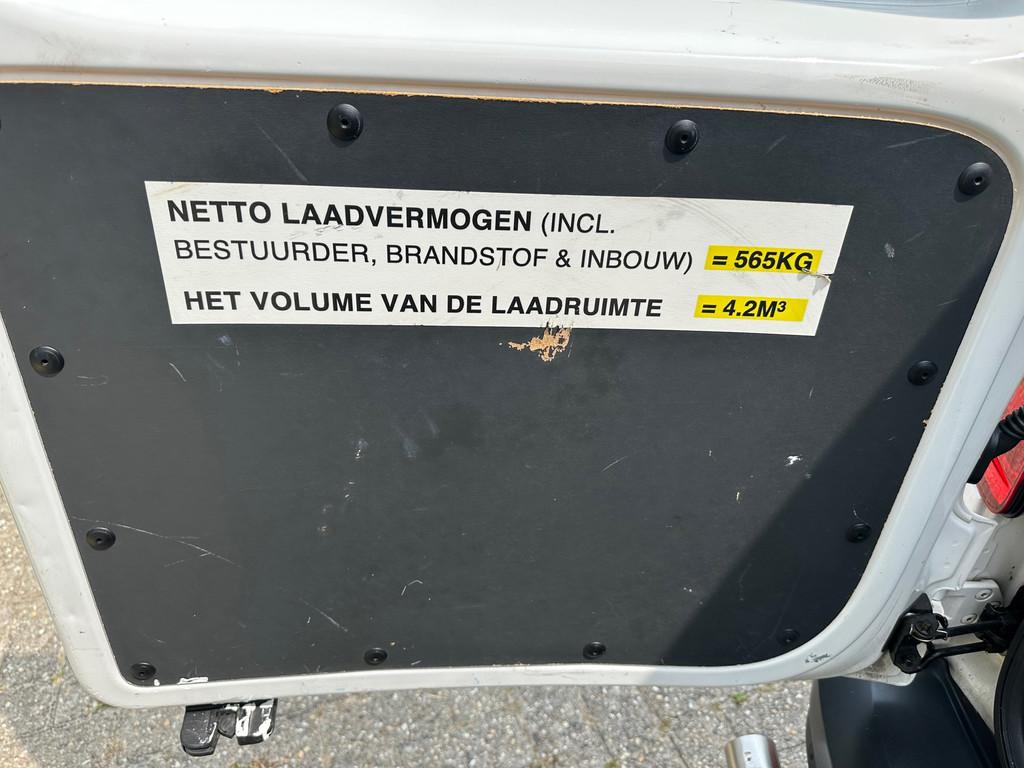 NETTO LAADVERMOGEN (INCL.
BESTUURDER, BRANDSTOF & INBOUW) = 565KG
HET VOLUME VAN DE LAADRUIMTE = 4.2M³